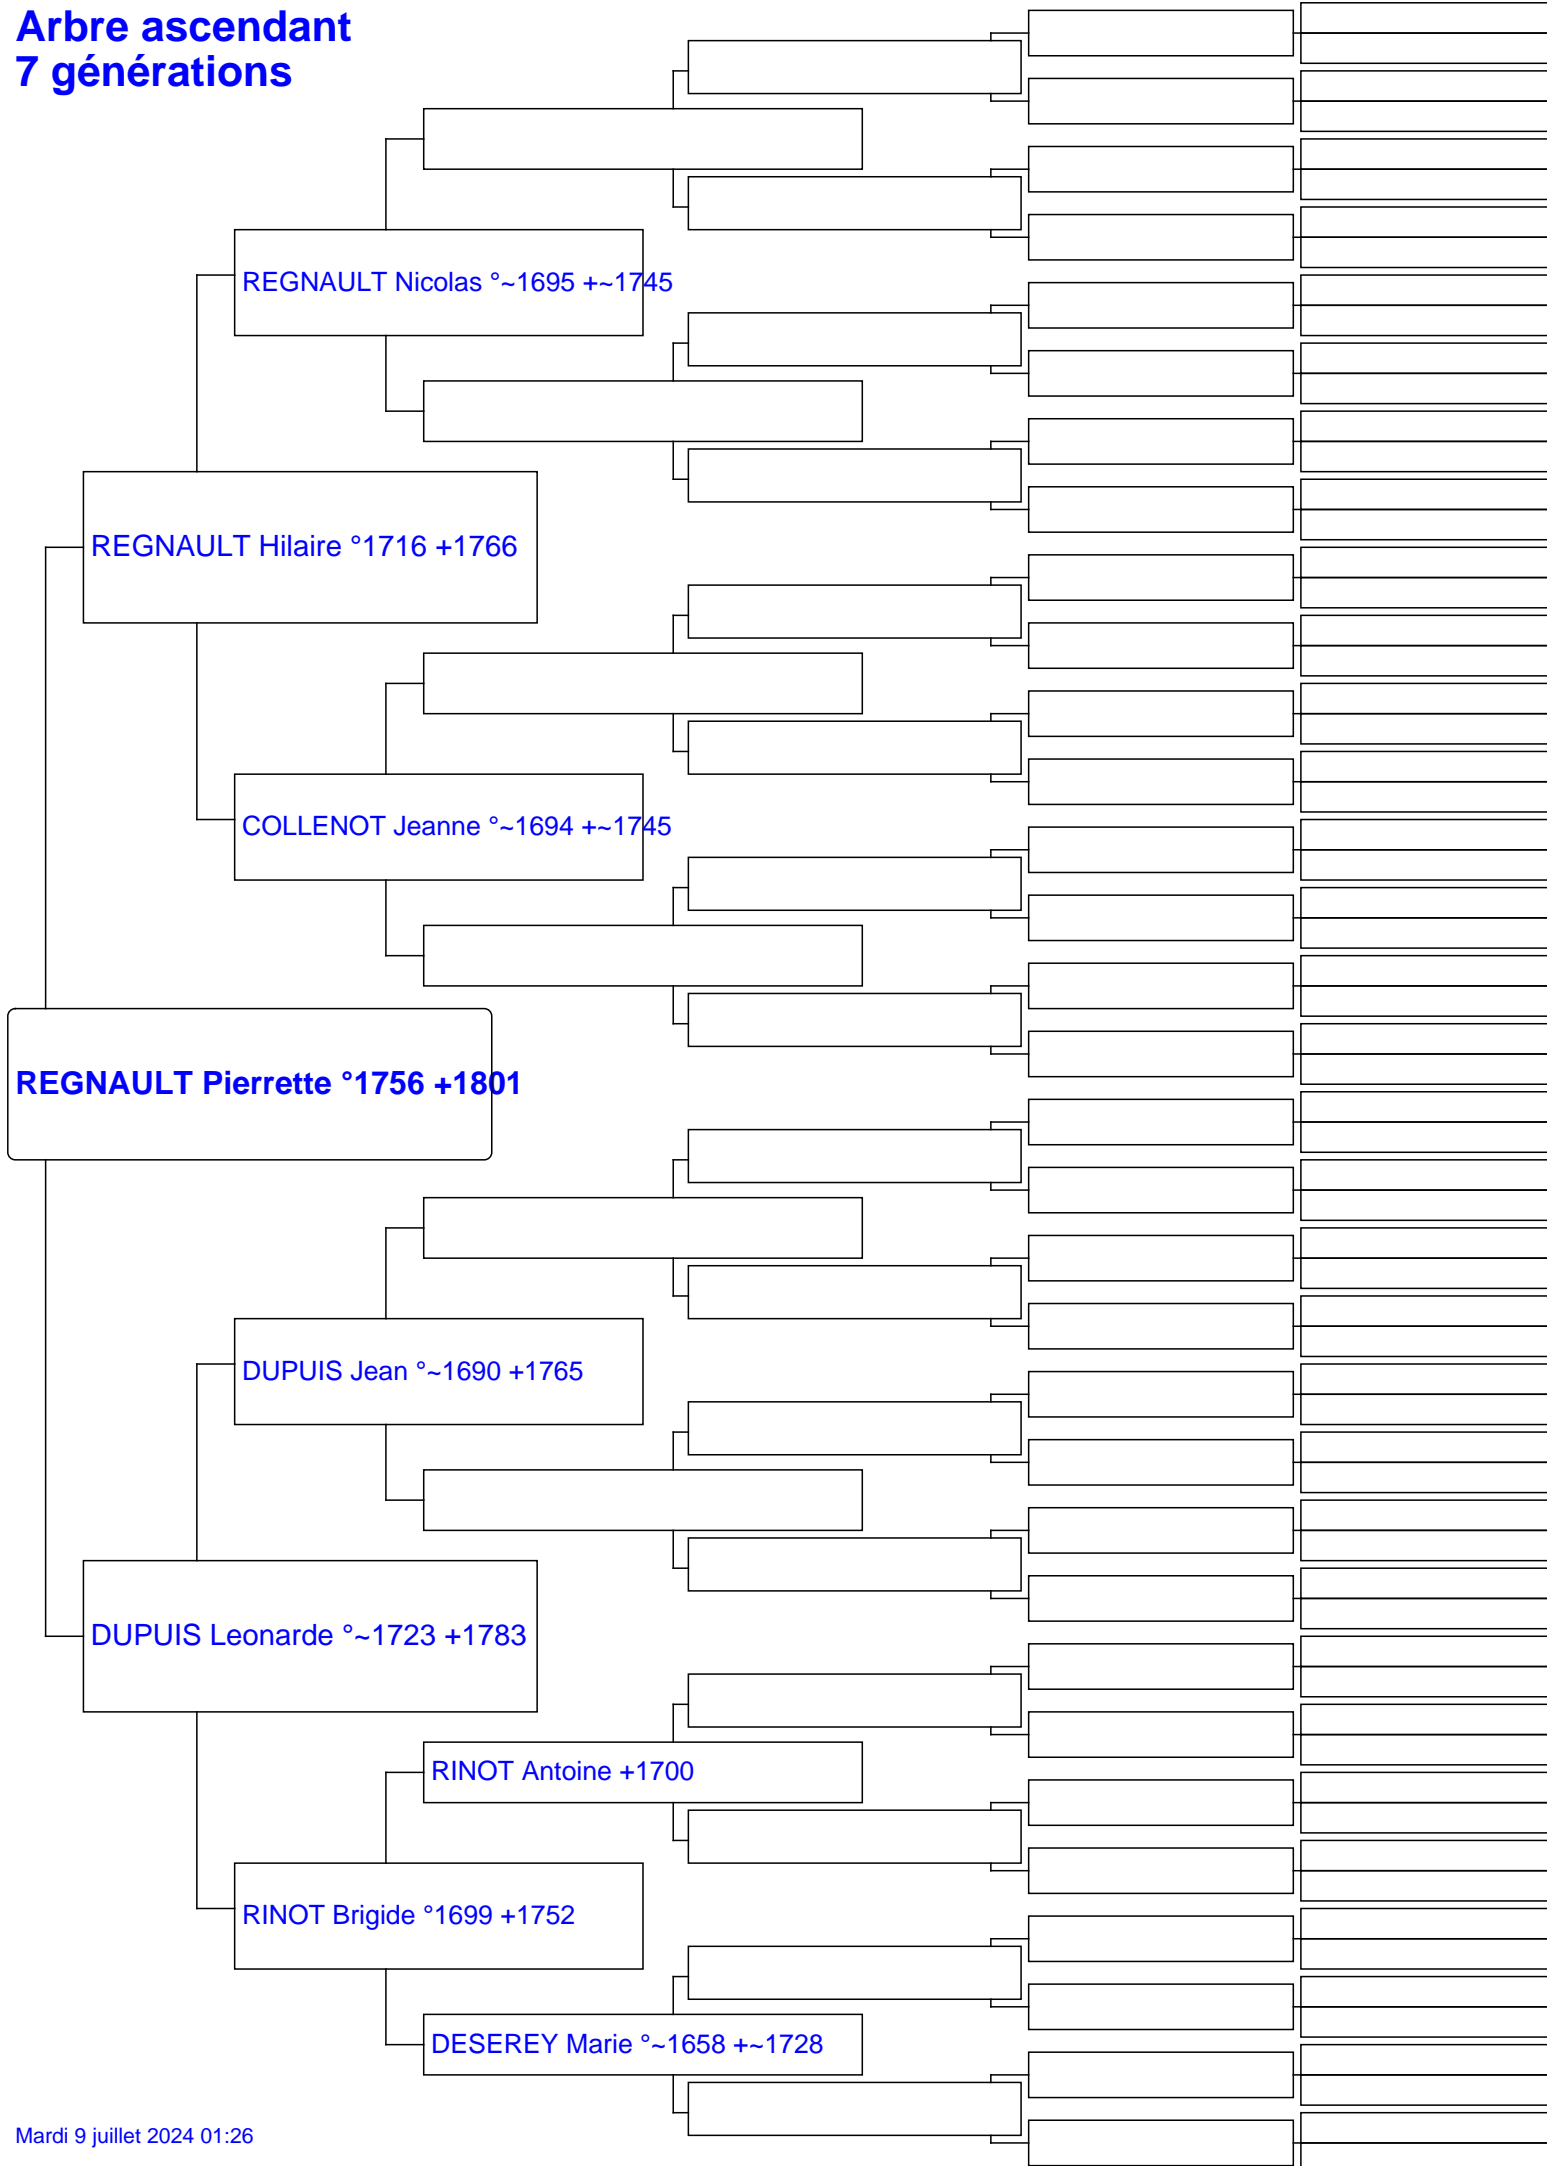 Arbre ascendant
7 générations
REGNAULT Nicolas °~1695 +~1745
REGNAULT Hilaire °1716 +1766
COLLENOT Jeanne °~1694 +~1745
REGNAULT Pierrette °1756 +1801
DUPUIS Jean °~1690 +1765
DUPUIS Leonarde °~1723 +1783
RINOT Antoine +1700
RINOT Brigide °1699 +1752
DESEREY Marie °~1658 +~1728
Mardi 9 juillet 2024 01:26